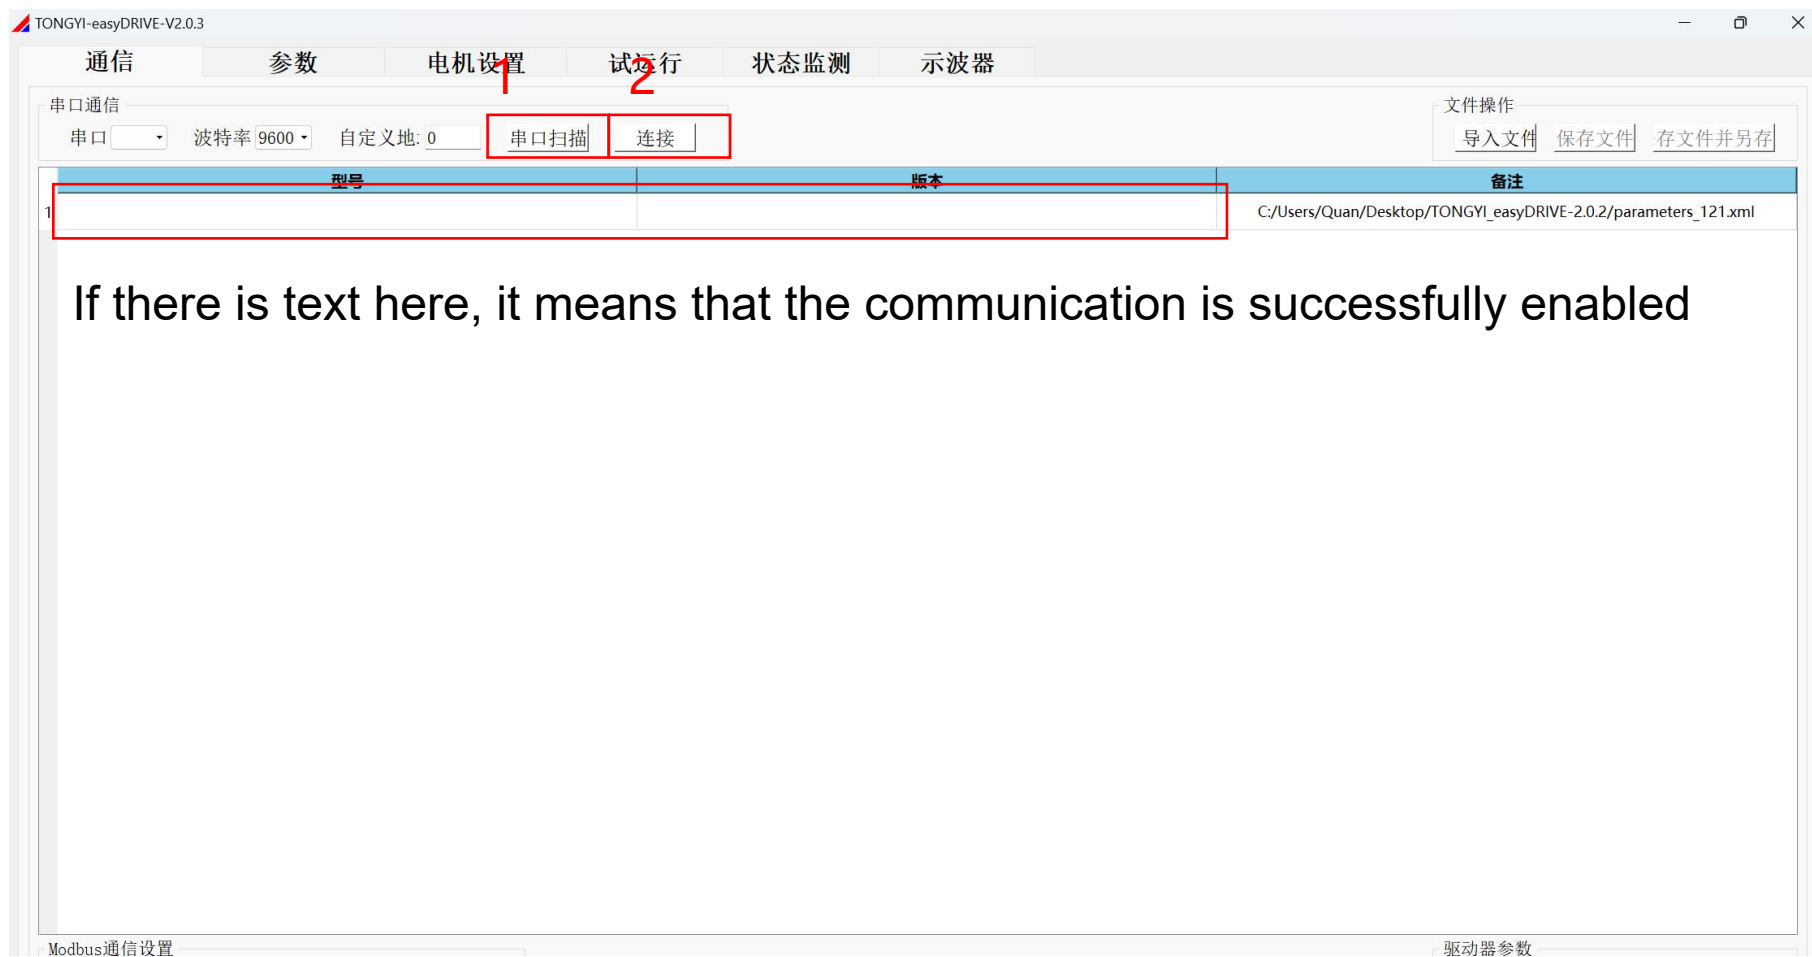 TONGYI-easyDRIVE-V2.0.3
通信 参数 电机设置 试运行 状态监测 示波器
1 2
串口通信 文件操作
串口 波特率 9600 自定义地: 0 串口扫描 连接 导入文件 保存文件 存文件并另存
型号 版本 备注
1 C:/Users/Quan/Desktop/TONGYI_easyDRIVE-2.0.2/parameters_121.xml
If there is text here, it means that the communication is successfully enabled
Modbus通信设置 驱动器参数